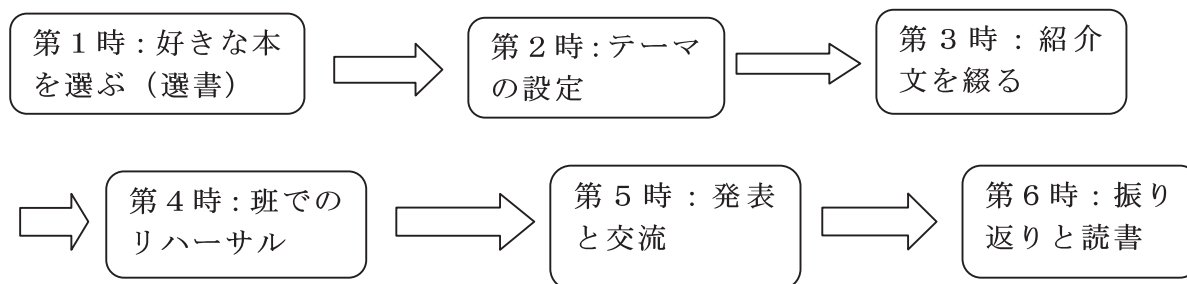 第1時：好きな本
を選ぶ（選書）
第2時：テーマ
の設定
第3時：紹介
文を綴る
第4時：班での
リハーサル
第5時：発表
と交流
第6時：振り
返りと読書